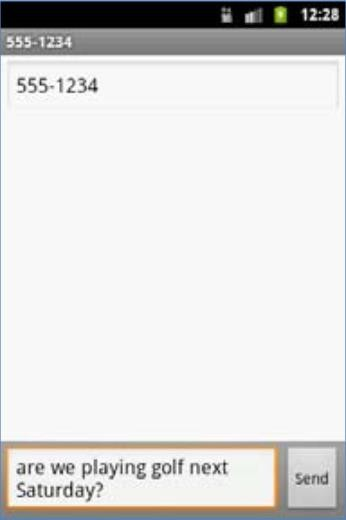 12:28
555-1234
555-1234
are we playing golf next
Saturday?
Send